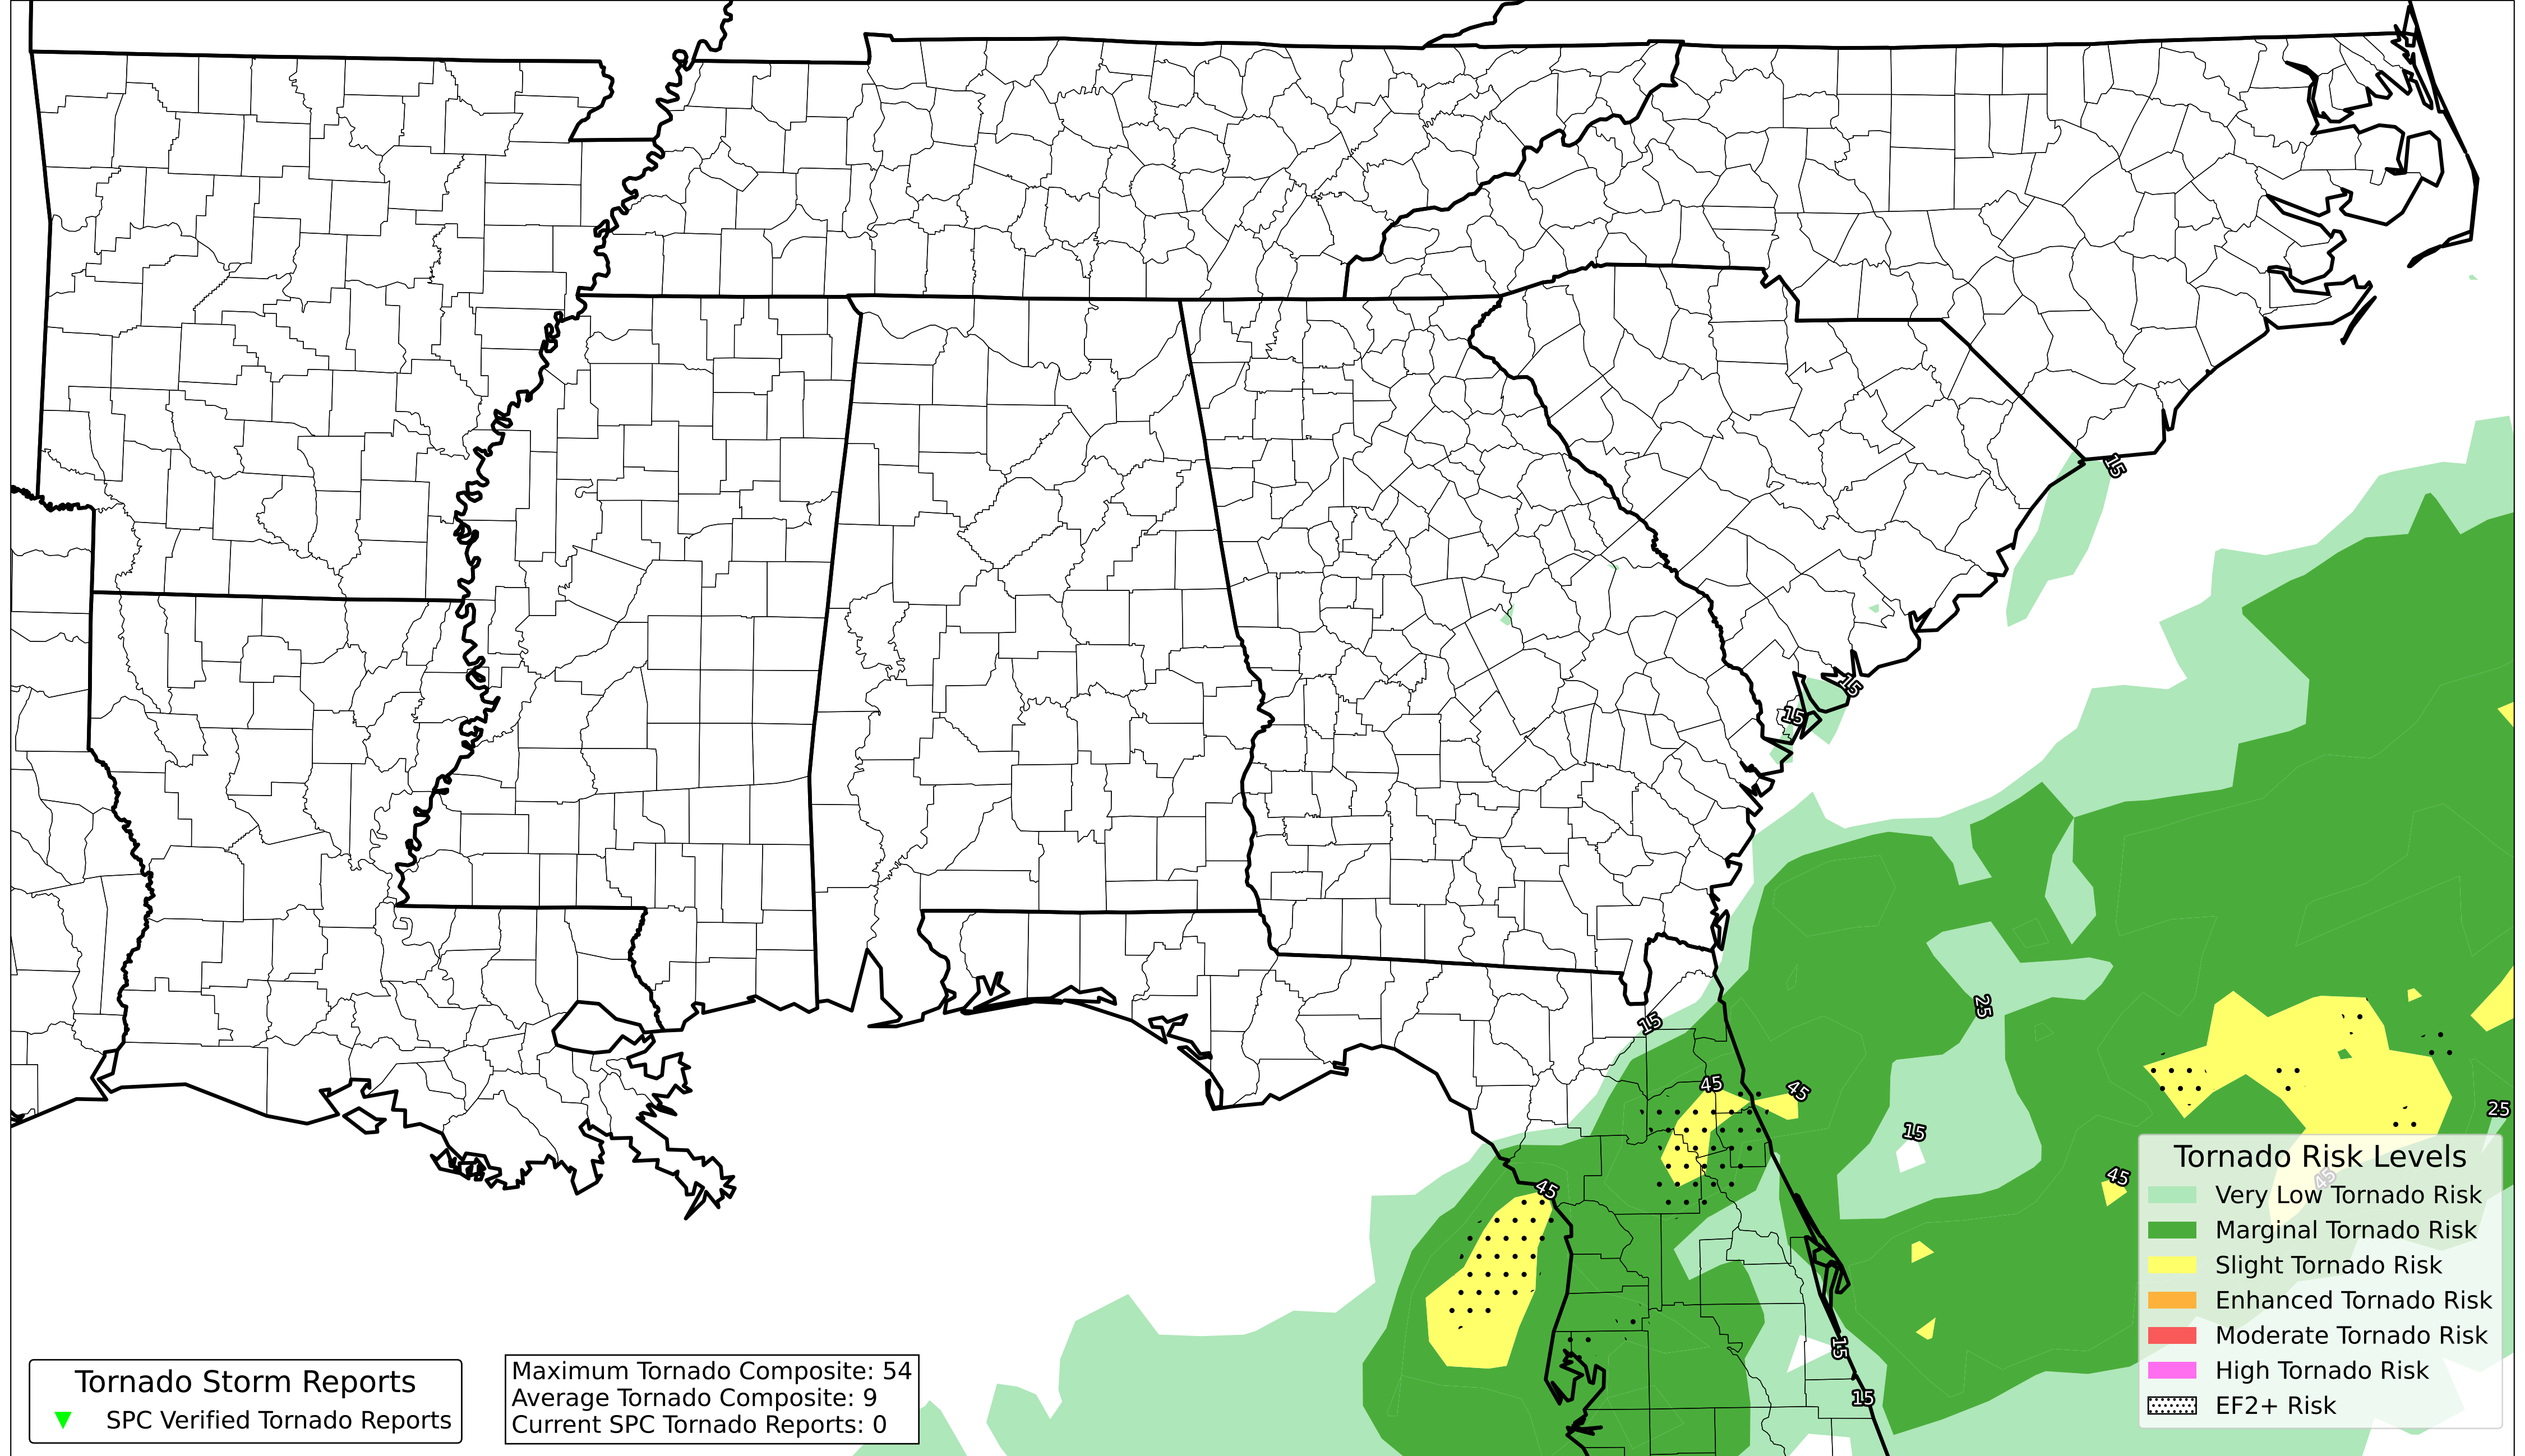 15
15
15
25
15
45
45
25
15
45
45
45
15
15
Tornado Risk Levels
Very Low Tornado Risk
Marginal Tornado Risk
Slight Tornado Risk
Enhanced Tornado Risk
Moderate Tornado Risk
High Tornado Risk
EF2+ Risk
Tornado Storm Reports
SPC Verified Tornado Reports
Maximum Tornado Composite: 54
Average Tornado Composite: 9
Current SPC Tornado Reports: 0